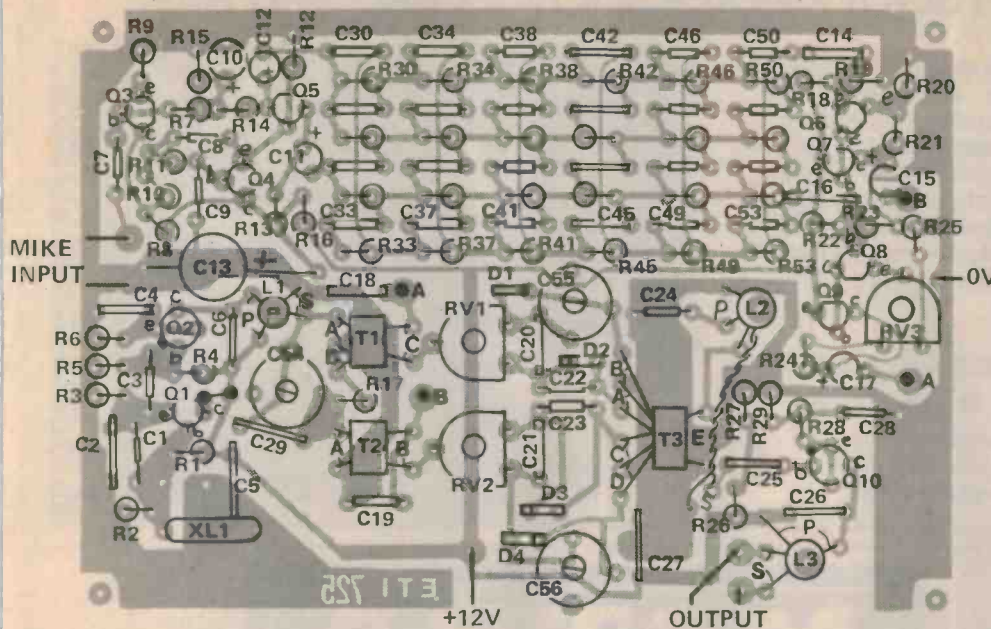 R9 R15 C10 C12 R12 C30 C34 C38 C42 C46 C50 C14
R30 R34 R38 R42 R46 R50 R18 R19 R20
Q3 e b c R7 R14 Q5 Q6 e e
C7 C8 C11 + Q7 R21
R11 Q4 e C16 C15
R10 C9 C33 C37 C41 C45 C49 C53 R23 B
R8 R13 R16 R33 R37 R41 R45 R49 R53 R22 R25
MIKE
INPUT
C13 + Q8 0V
C4 L1 P S C18 A D1 C55 C24 P L2 Q9 RV3
e c Q2 b C6 A T1 C RV1 C20 D2
R6 R4 R17 B C22 B R24 C17 + A
R5 C3 C54 C23 A R27 R29 R28 C28
R3 Q1 c b C29 A T2 B C21 C T3 E e c b Q10
C2 C1 R1 C5 RV2 D C25
R2 XL1 C19 D3 R26 C26
D4 C56 C27 P L3 S
ETI 725
+12V OUTPUT